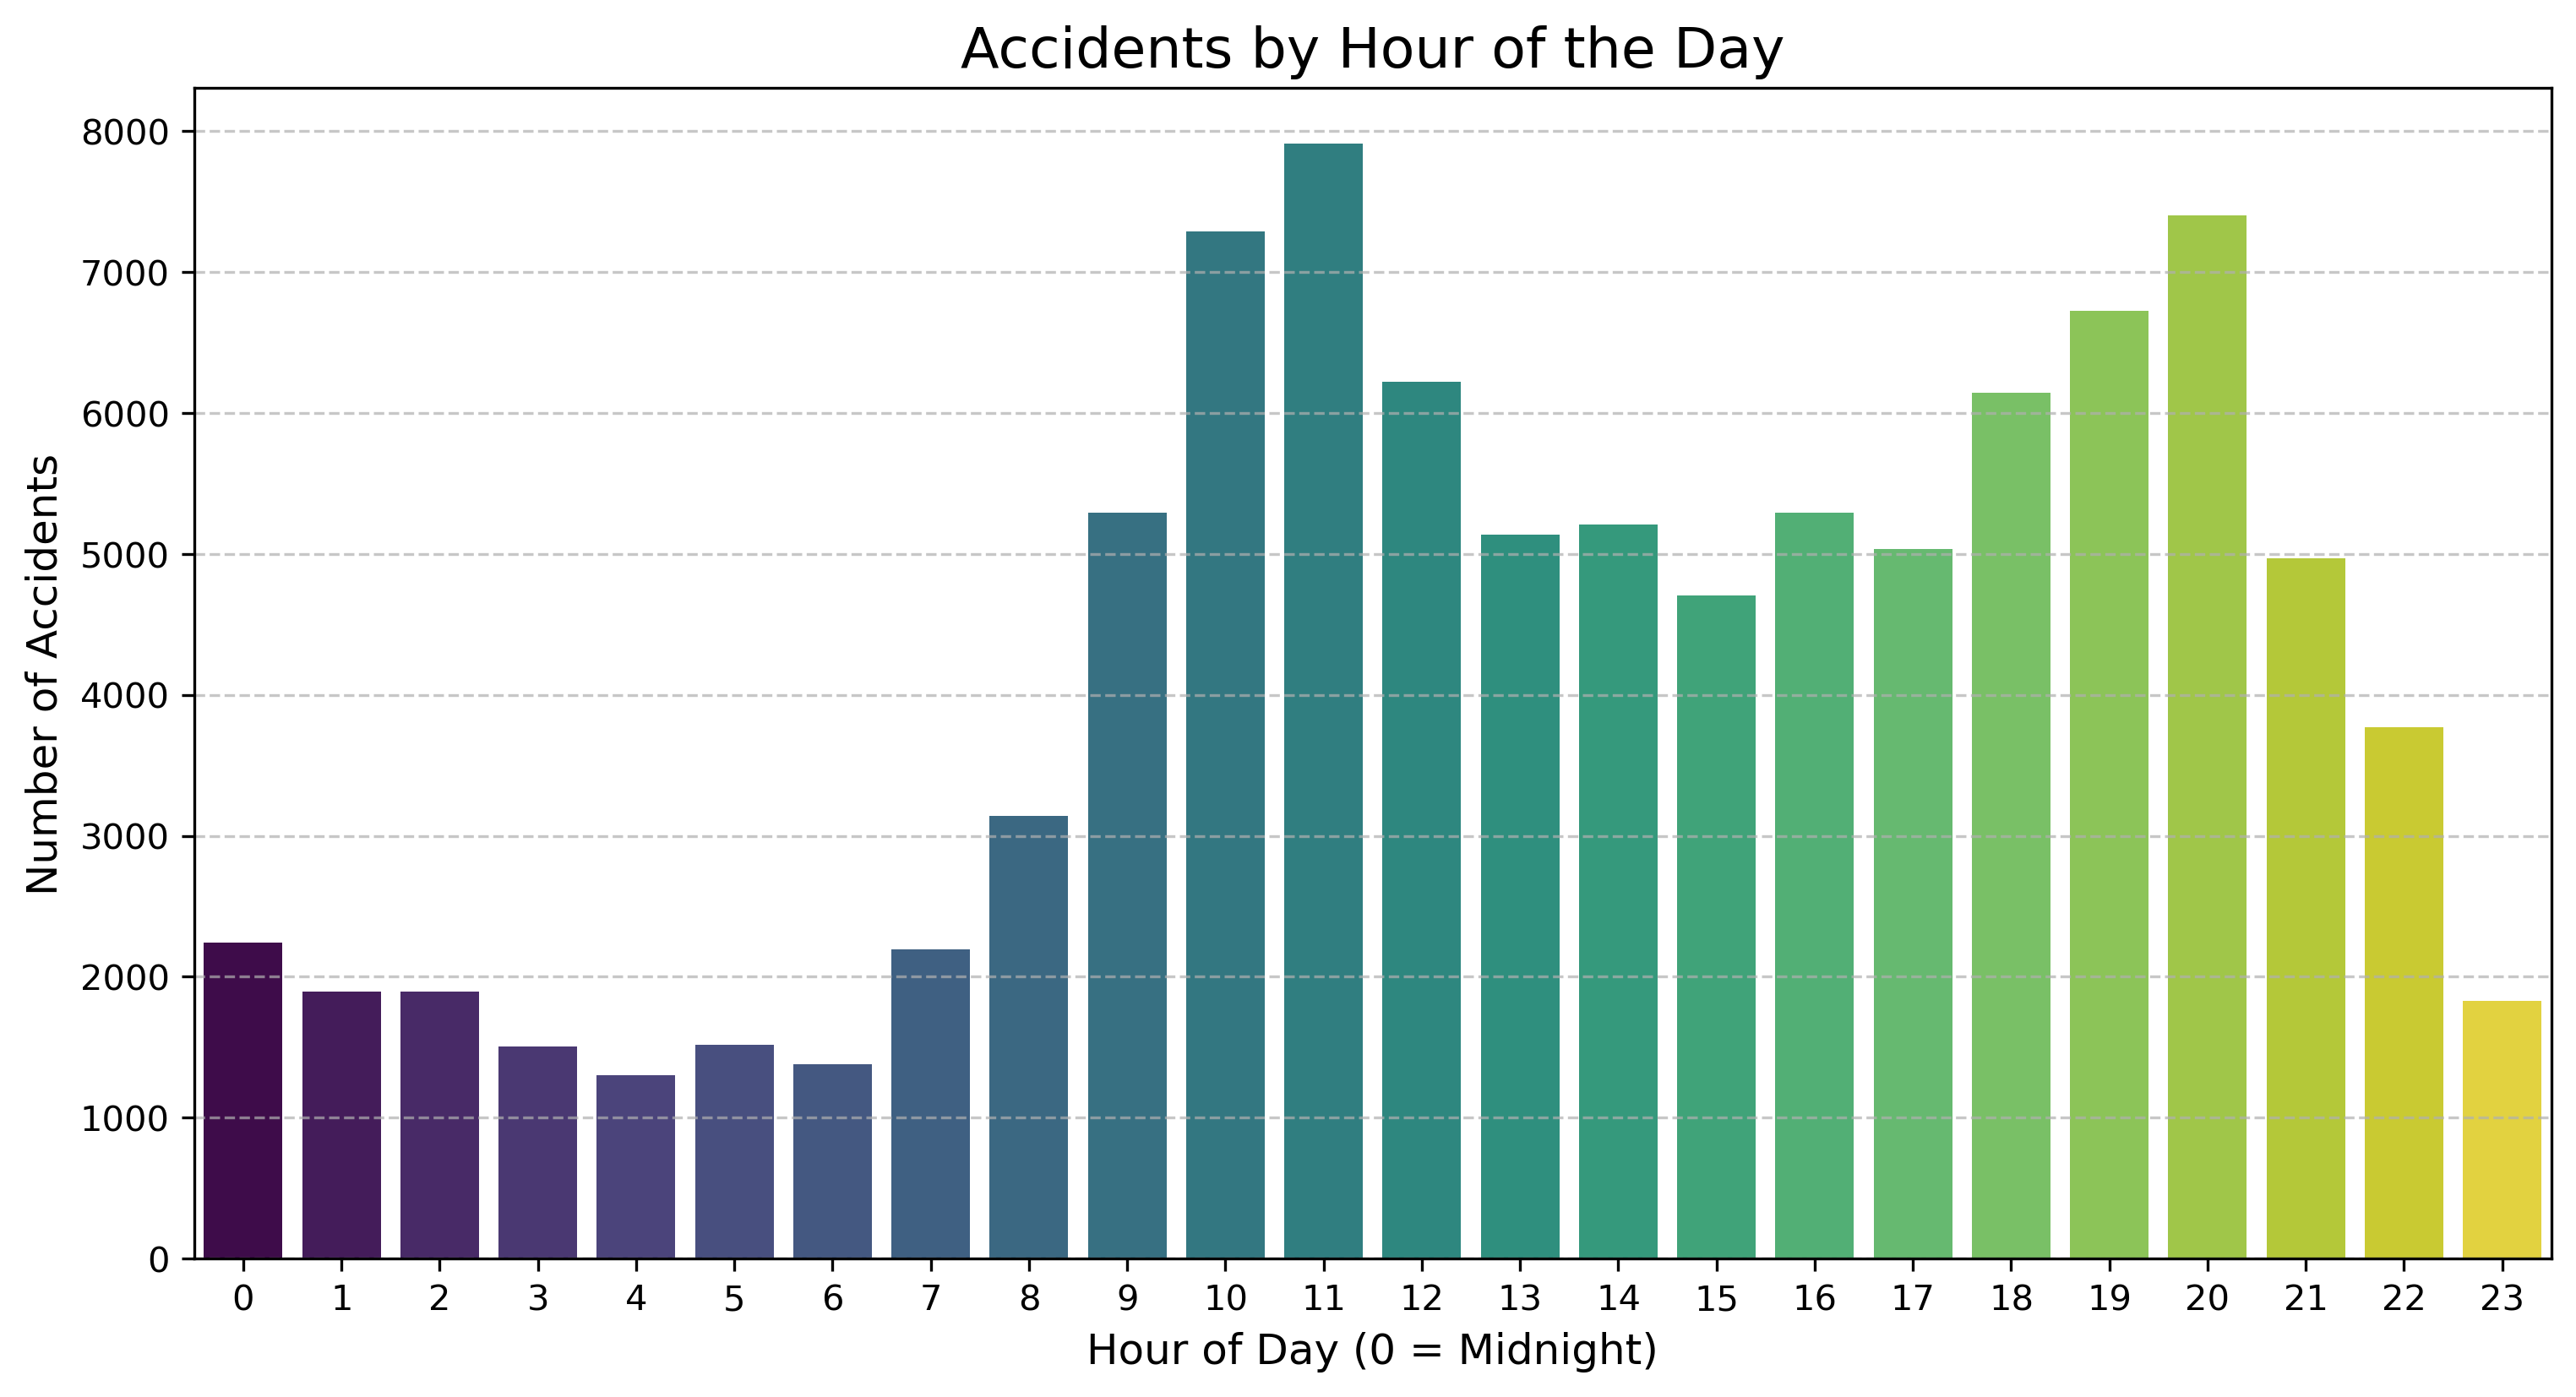 Accidents by Hour of the Day
8000
7000
6000
5000
4000
3000
2000
1000
0
Number of Accidents
0 1 2 3 4 5 6 7 8 9 10 11 12 13 14 15 16 17 18 19 20 21 22 23
Hour of Day (0 = Midnight)